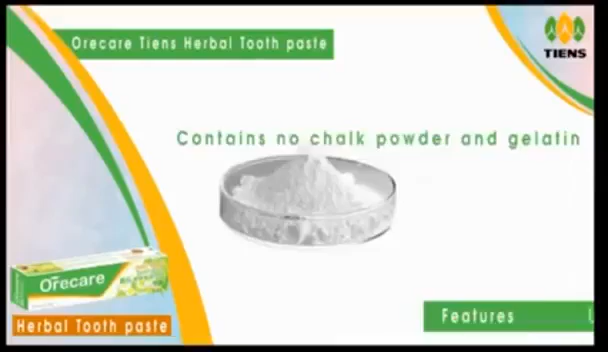 Orecare Tiens Herbal Tooth paste
TIENS
Contains no chalk powder and gelatin
Orecare
Herbal Tooth paste
Features